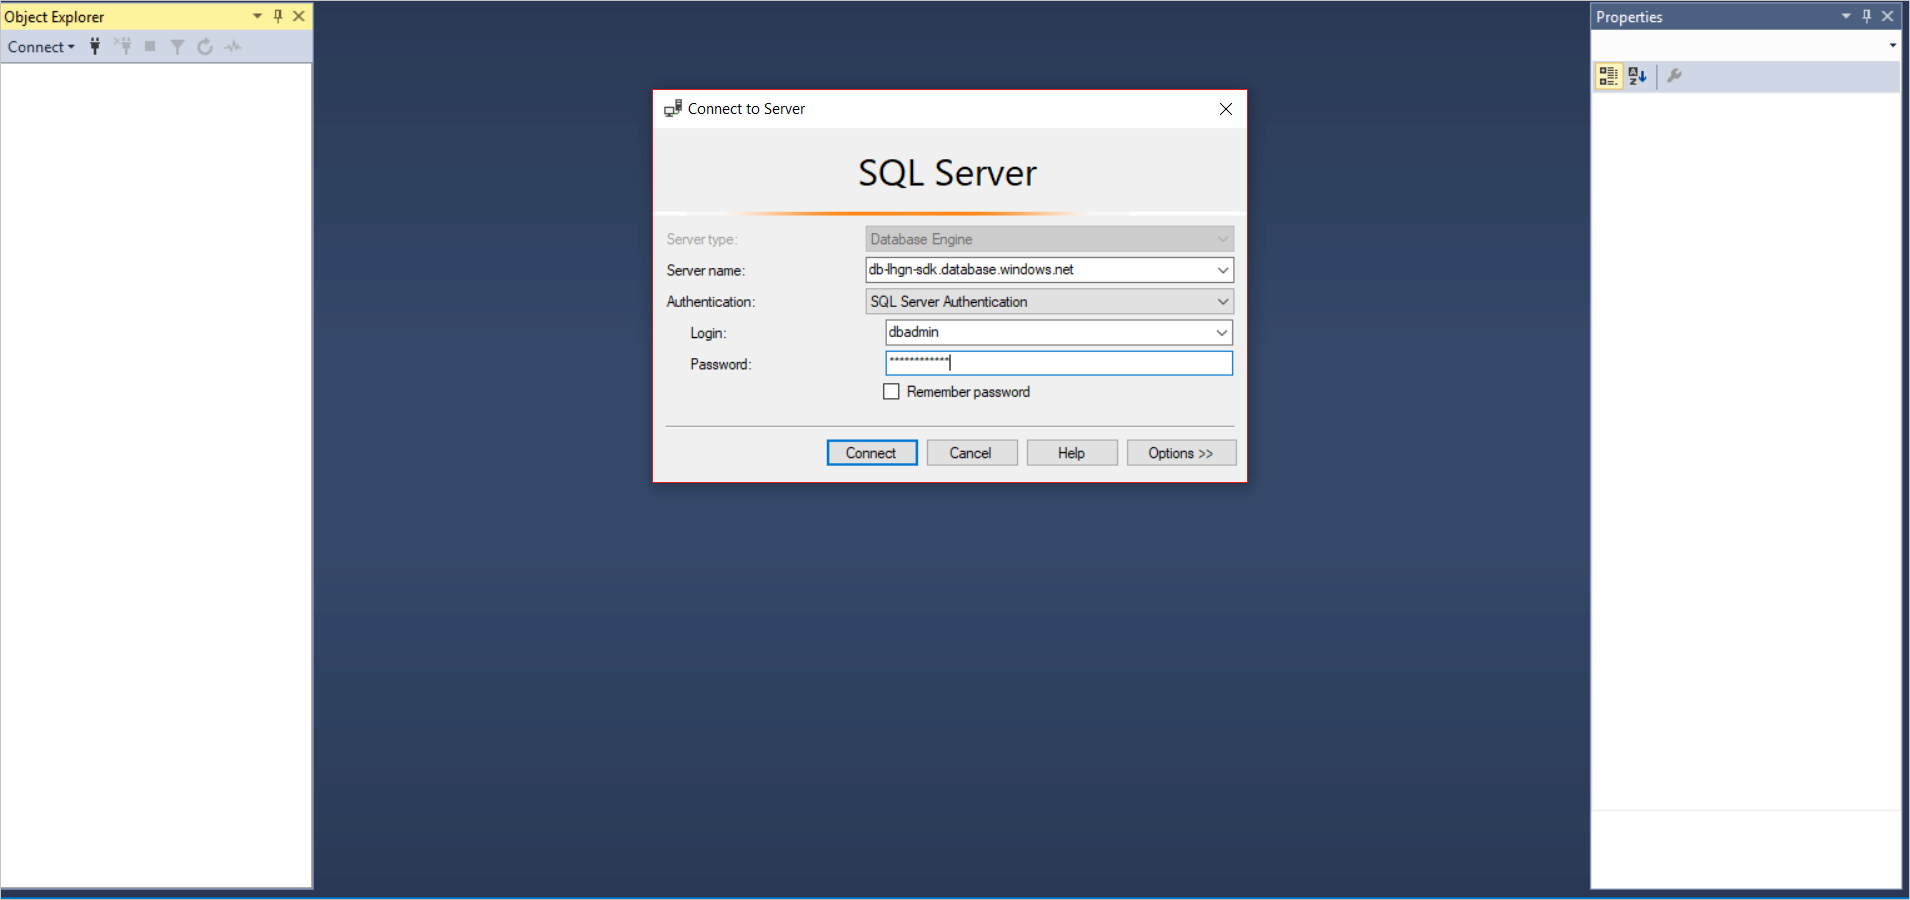 Object Explorer
Connect
Properties
Connect to Server
SQL Server
Server type: Database Engine
Server name: db-lhgn-sdk.database.windows.net
Authentication: SQL Server Authentication
Login: dbadmin
Password: ************
Remember password
Connect Cancel Help Options >>